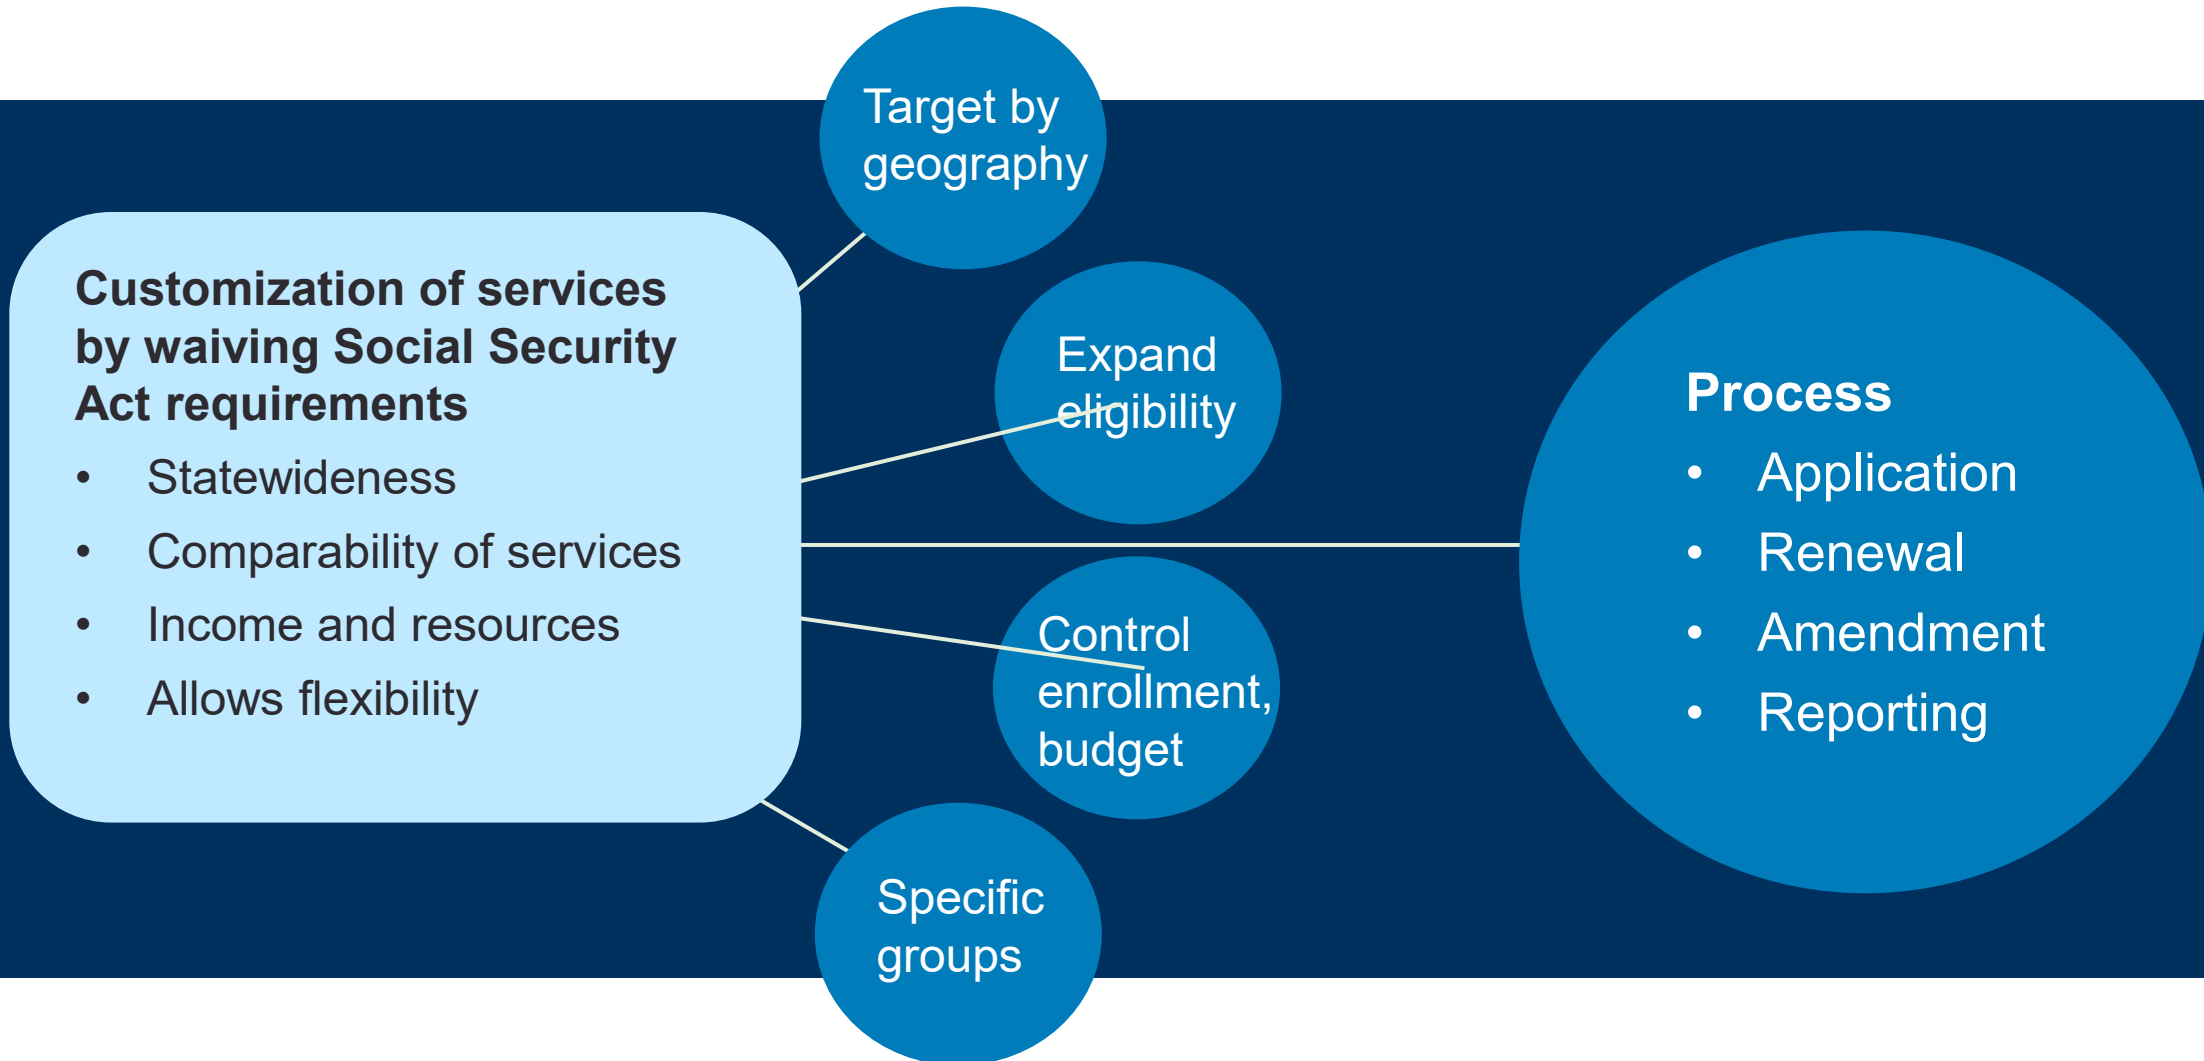 Target by
geography
Customization of services
by waiving Social Security
Act requirements
• Statewideness
• Comparability of services
• Income and resources
• Allows flexibility
Expand
eligibility
Control
enrollment,
budget
Specific
groups
Process
• Application
• Renewal
• Amendment
• Reporting